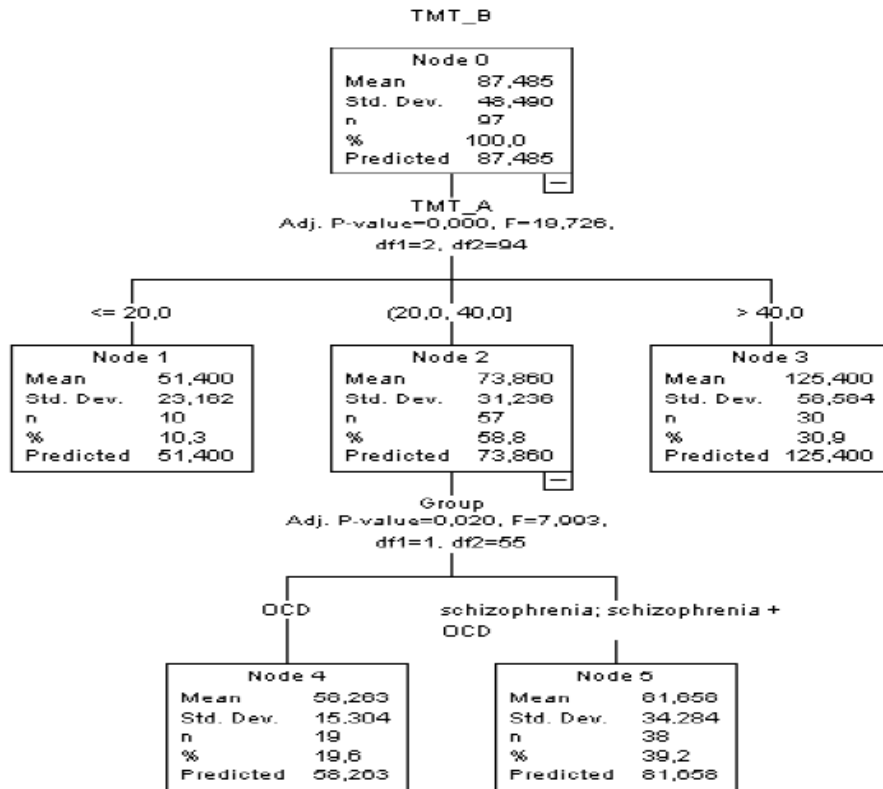 TMT_B
Node 0
Mean 87,485
Std. Dev. 48,490
n 97
% 100,0
Predicted 87,485
TMT_A
Adj. P-value=0,000, F=19,726,
df1=2, df2=94
<= 20,0
(20,0, 40,0]
> 40,0
Node 1
Mean 51,400
Std. Dev. 23,162
n 10
% 10,3
Predicted 51,400
Node 2
Mean 73,860
Std. Dev. 31,236
n 57
% 58,8
Predicted 73,860
Node 3
Mean 125,400
Std. Dev. 58,584
n 30
% 30,9
Predicted 125,400
Group
Adj. P-value=0,020, F=7,993,
df1=1, df2=55
OCD
schizophrenia; schizophrenia +
OCD
Node 4
Mean 58,263
Std. Dev. 15,304
n 19
% 19,6
Predicted 58,263
Node 5
Mean 81,658
Std. Dev. 34,284
n 38
% 39,2
Predicted 81,658